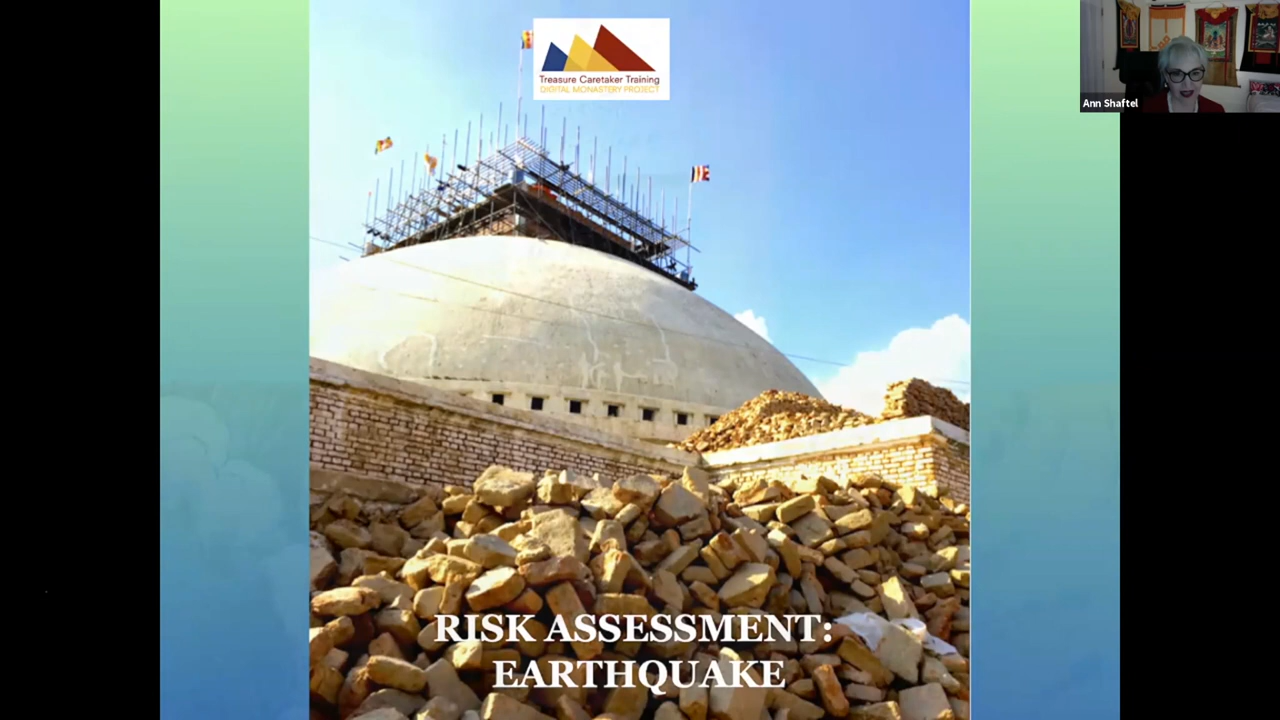 Treasure Caretaker Training
DIGITAL MONASTERY PROJECT
Ann Shaftel
RISK ASSESSMENT:
EARTHQUAKE